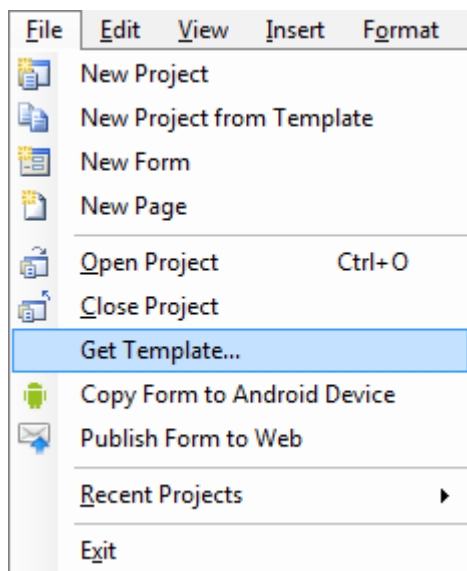 File Edit View Insert Format
New Project
New Project from Template
New Form
New Page
Open Project Ctrl+O
Close Project
Get Template...
Copy Form to Android Device
Publish Form to Web
Recent Projects
Exit